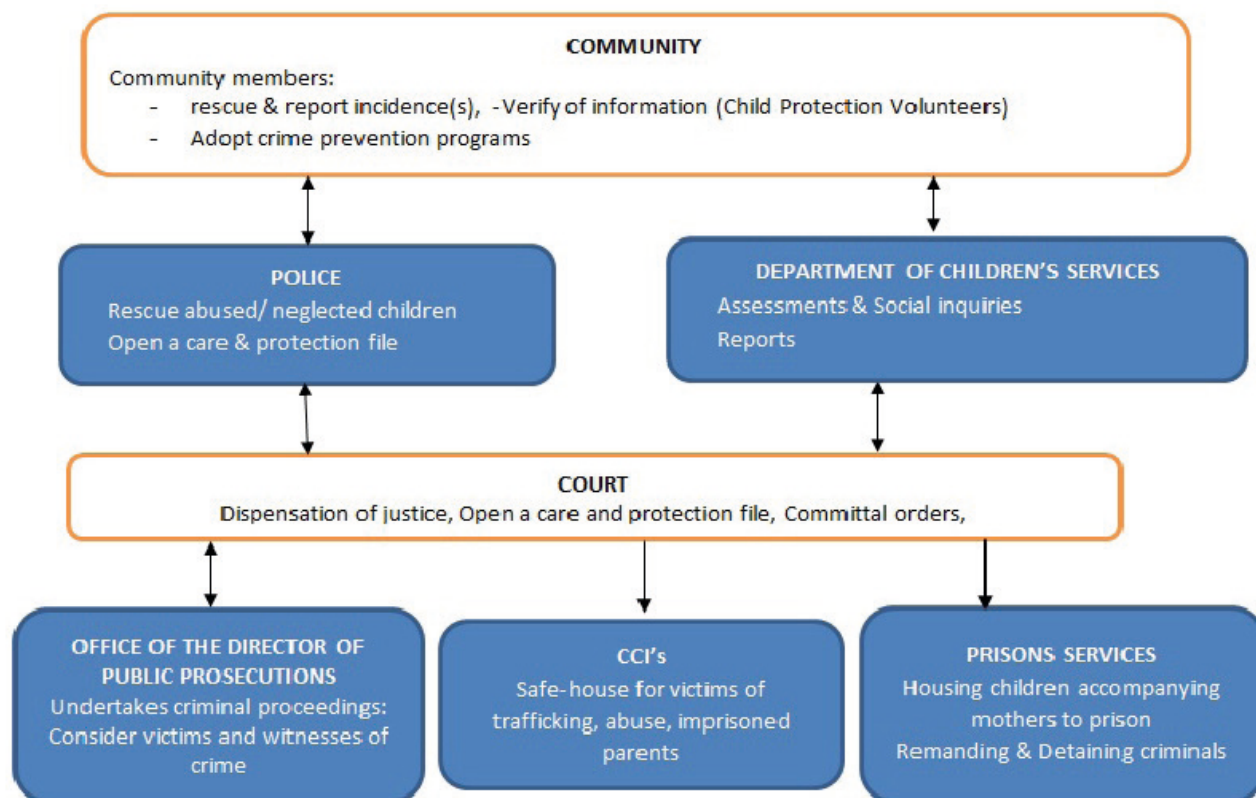 COMMUNITY
Community members:
- rescue & report incidence(s), -Verify of information (Child Protection Volunteers)
- Adopt crime prevention programs
POLICE
Rescue abused/ neglected children
Open a care & protection file
DEPARTMENT OF CHILDREN'S SERVICES
Assessments & Social inquiries
Reports
COURT
Dispensation of justice, Open a care and protection file, Committal orders,
OFFICE OF THE DIRECTOR OF
PUBLIC PROSECUTIONS
Undertakes criminal proceedings:
Consider victims and witnesses of
crime
CCI's
Safe-house for victims of
trafficking, abuse, imprisoned
parents
PRISONS SERVICES
Housing children accompanying
mothers to prison
Remanding & Detaining criminals